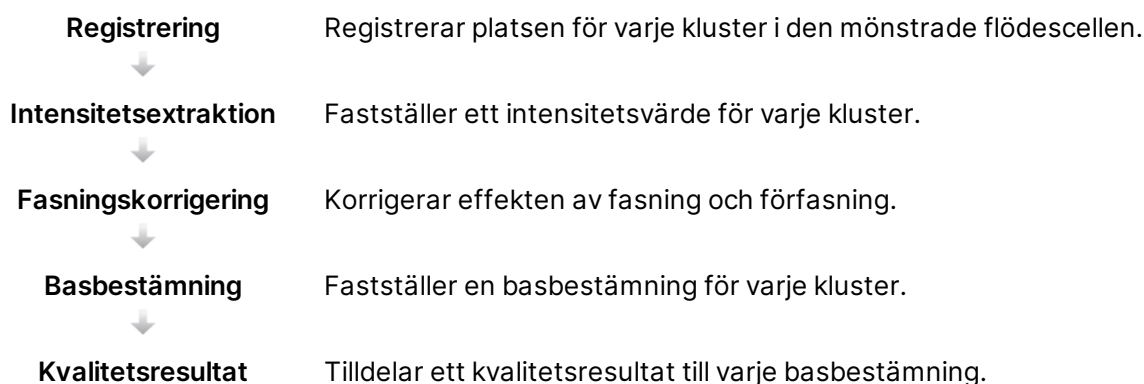 Registrering Registrerar platsen för varje kluster i den mönstrade flödescellen.
Intensitetsextraktion Fastställer ett intensitetsvärde för varje kluster.
Fasningskorrigering Korrigerar effekten av fasning och förfasning.
Basbestämning Fastställer en basbestämning för varje kluster.
Kvalitetsresultat Tilldelar ett kvalitetsresultat till varje basbestämning.